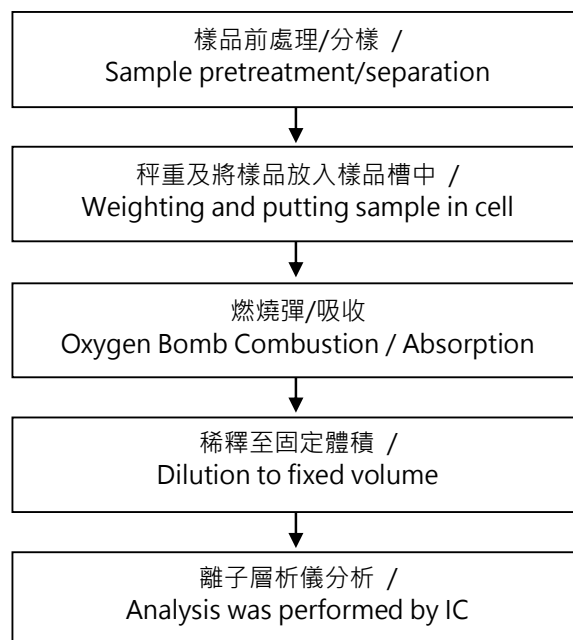 樣品前處理/分樣 /
Sample pretreatment/separation
秤重及將樣品放入樣品槽中 /
Weighting and putting sample in cell
燃燒彈/吸收
Oxygen Bomb Combustion / Absorption
稀釋至固定體積 /
Dilution to fixed volume
離子層析儀分析 /
Analysis was performed by IC